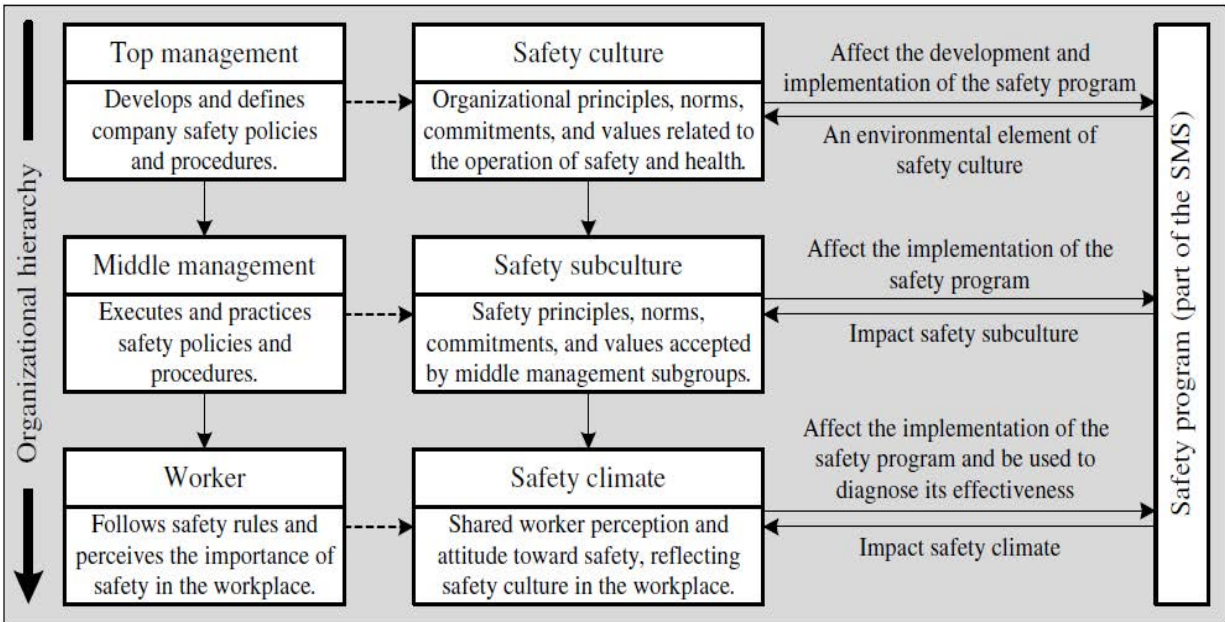 Organizational hierarchy
Top management
Develops and defines
company safety policies
and procedures.
Safety culture
Organizational principles, norms,
commitments, and values related to
the operation of safety and health.
Affect the development and
implementation of the safety program
An environmental element of
safety culture
Middle management
Executes and practices
safety policies and
procedures.
Safety subculture
Safety principles, norms,
commitments, and values accepted
by middle management subgroups.
Affect the implementation of the
safety program
Impact safety subculture
Worker
Follows safety rules and
perceives the importance of
safety in the workplace.
Safety climate
Shared worker perception and
attitude toward safety, reflecting
safety culture in the workplace.
Affect the implementation of the
safety program and be used to
diagnose its effectiveness
Impact safety climate
Safety program (part of the SMS)